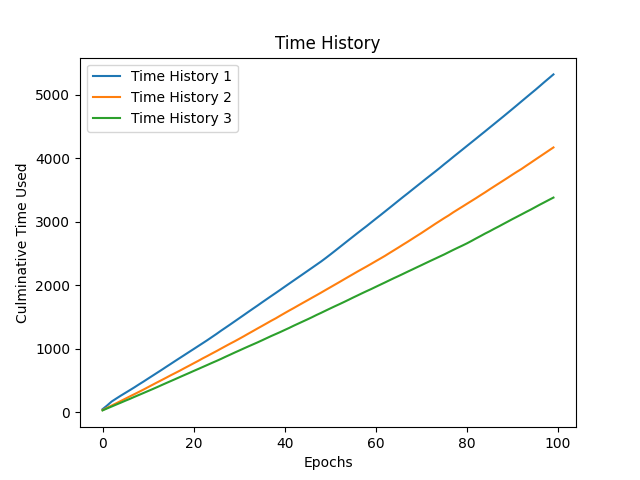 Time History
Time History 1
Time History 2
Time History 3
Culminative Time Used
5000
4000
3000
2000
1000
0
0 20 40 60 80 100
Epochs